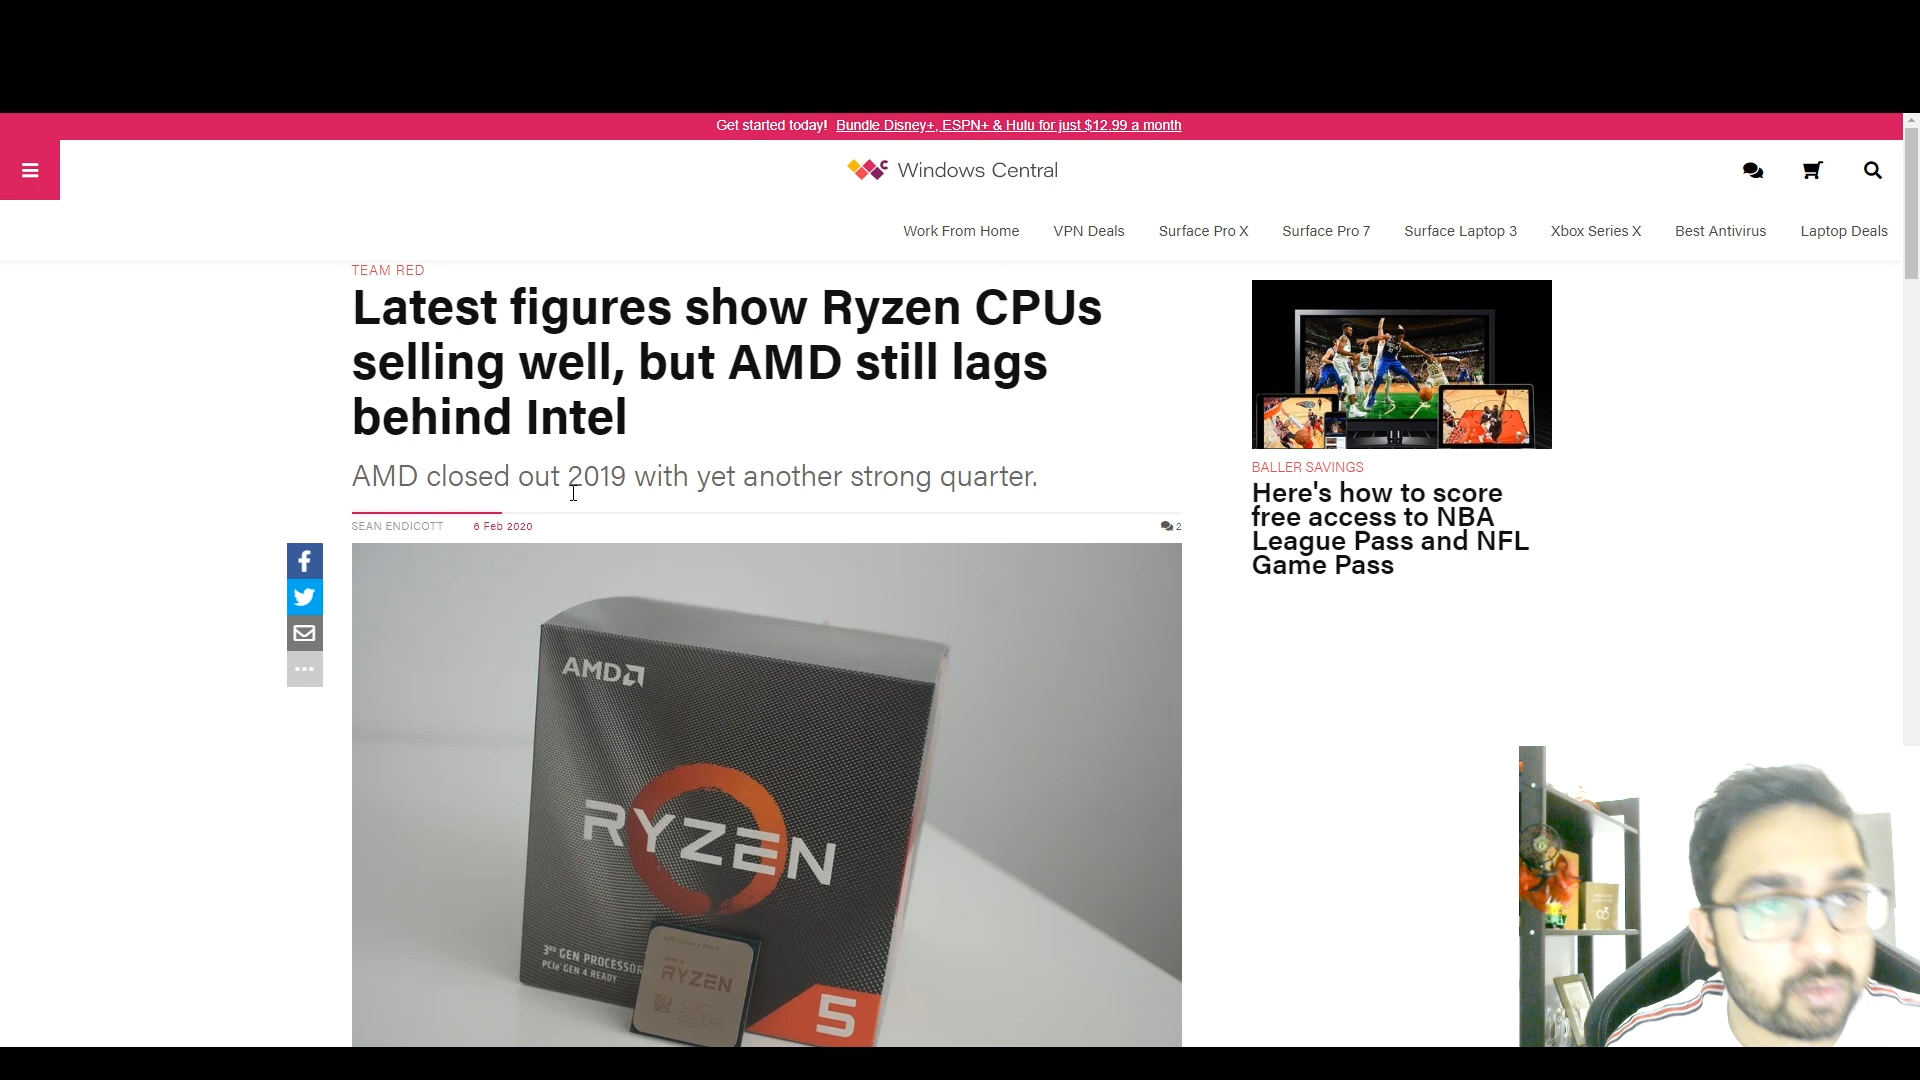 Get started today! Bundle Disney+, ESPN+ & Hulu for just $12.99 a month
Windows Central
Work From Home VPN Deals Surface Pro X Surface Pro 7 Surface Laptop 3 Xbox Series X Best Antivirus Laptop Deals
TEAM RED
Latest figures show Ryzen CPUs
selling well, but AMD still lags
behind Intel
AMD closed out 2019 with yet another strong quarter.
SEAN ENDICOTT 6 Feb 2020 2
BALLER SAVINGS
Here's how to score
free access to NBA
League Pass and NFL
Game Pass
AMD
RYZEN
3RD GEN PROCESSOR
PCIe GEN 4 READY
RYZEN
5